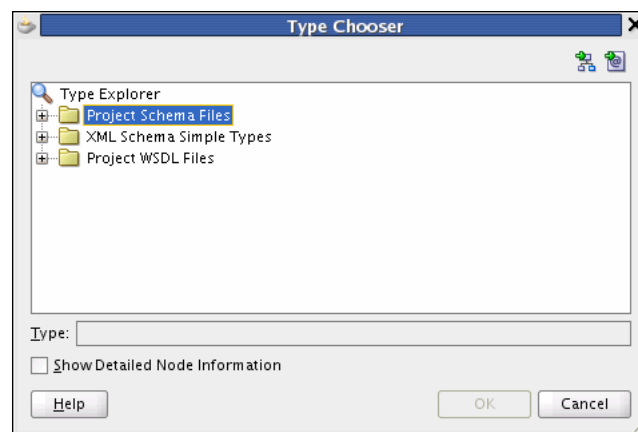 Type Chooser
Type Explorer
Project Schema Files
XML Schema Simple Types
Project WSDL Files
Type:
Show Detailed Node Information
Help
OK
Cancel